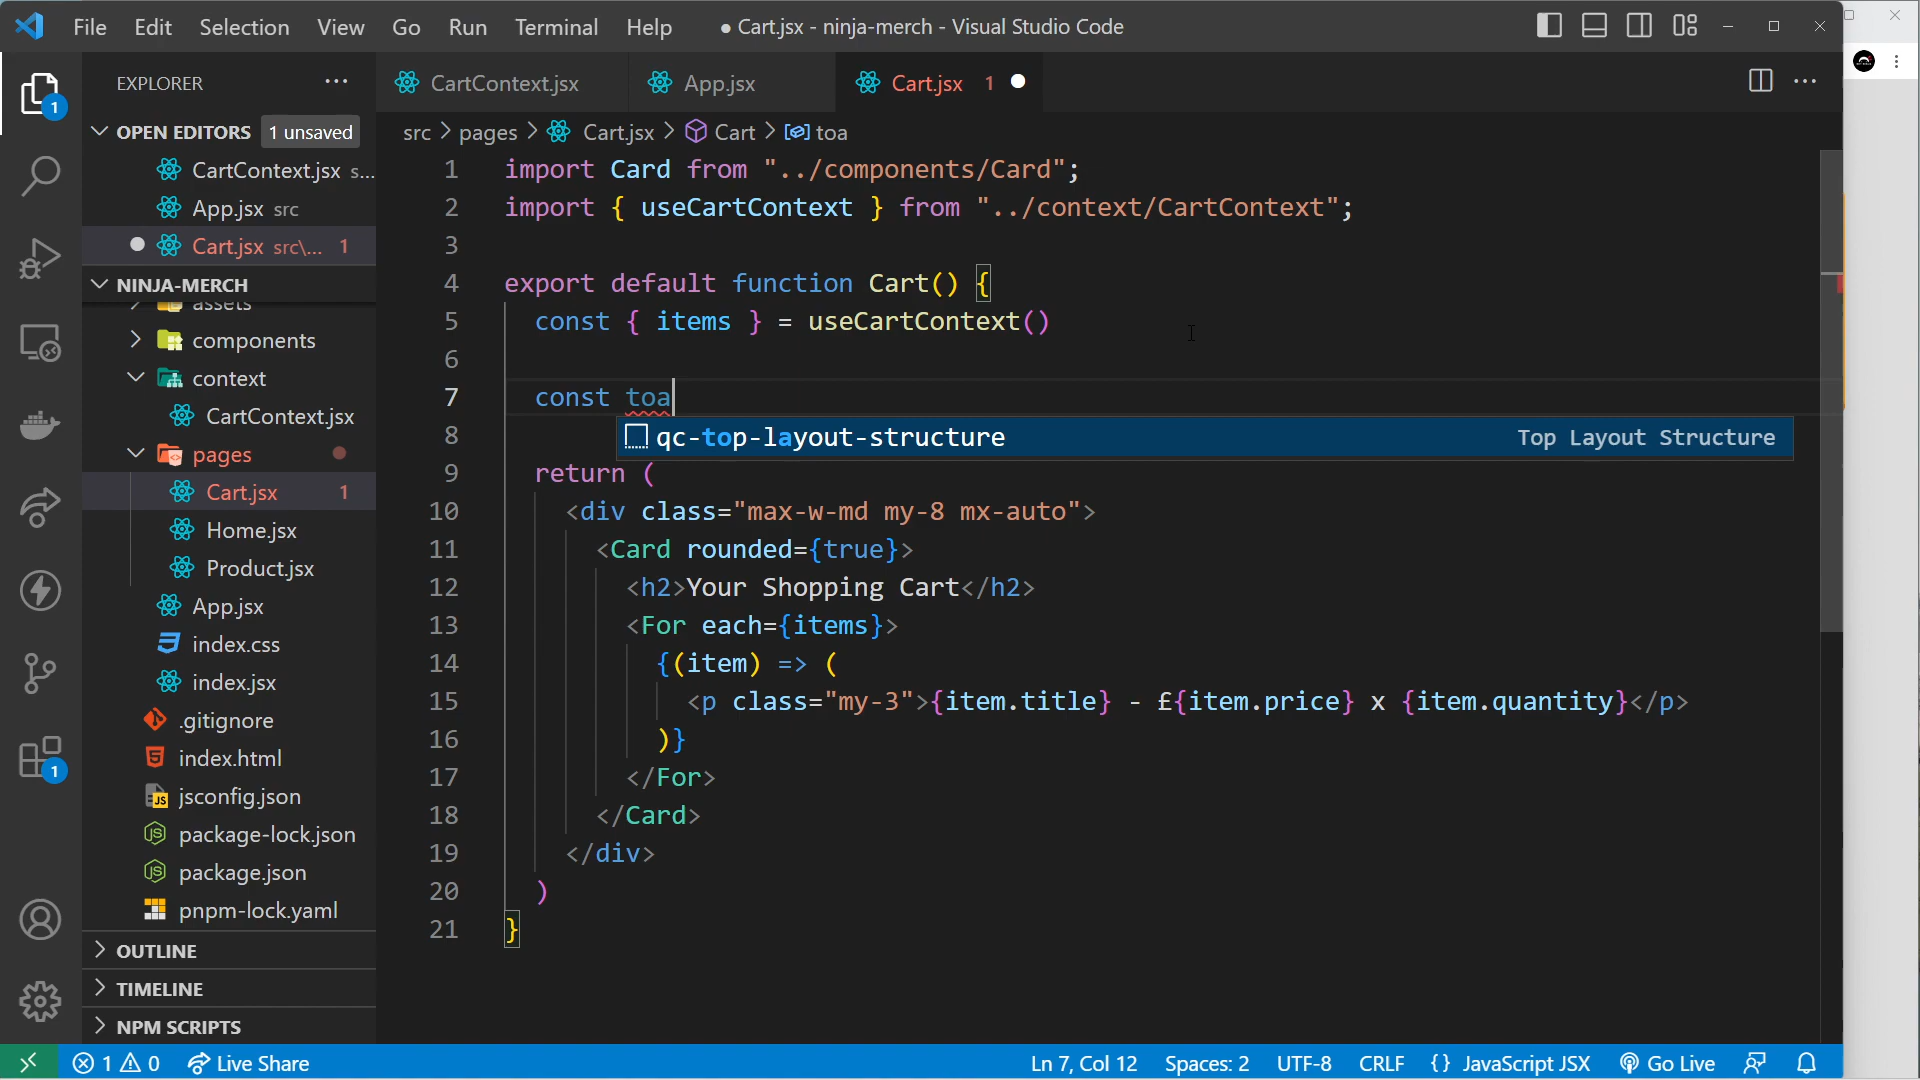 File Edit Selection View Go Run Terminal Help ● Cart.jsx - ninja-merch - Visual Studio Code
EXPLORER
CartContext.jsx App.jsx Cart.jsx 1
OPEN EDITORS 1 unsaved
CartContext.jsx s...
App.jsx src
Cart.jsx src\... 1
NINJA-MERCH
assets
components
context
CartContext.jsx
pages
Cart.jsx 1
Home.jsx
Product.jsx
App.jsx
index.css
index.jsx
.gitignore
index.html
jsconfig.json
package-lock.json
package.json
pnpm-lock.yaml
OUTLINE
TIMELINE
NPM SCRIPTS
1
1
src > pages > Cart.jsx > Cart > toa
1 import Card from "../components/Card";
2 import { useCartContext } from "../context/CartContext";
3
4 export default function Cart() {
5 const { items } = useCartContext()
6
7 const toa
qc-top-layout-structure Top Layout Structure
8
9 return (
10 <div class="max-w-md my-8 mx-auto">
11 <Card rounded={true}>
12 <h2>Your Shopping Cart</h2>
13 <For each={items}>
14 {(item) => (
15 <p class="my-3">{item.title} - £{item.price} x {item.quantity}</p>
16 )}
17 </For>
18 </Card>
19 </div>
20 )
21 }
1 0 Live Share Ln 7, Col 12 Spaces: 2 UTF-8 CRLF {} JavaScript JSX Go Live